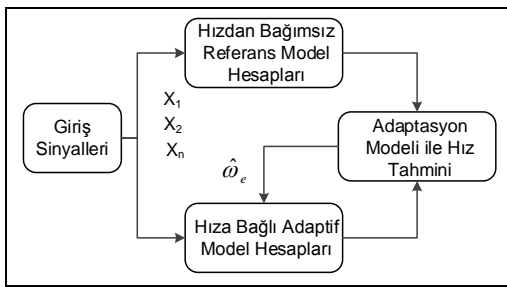 Hızdan Bağımsız
Referans Model
Hesapları
X1
X2
Xn
Giriş
Sinyalleri
Adaptasyon
Modeli ile Hız
Tahmini
ω̂e
Hıza Bağlı Adaptif
Model Hesapları